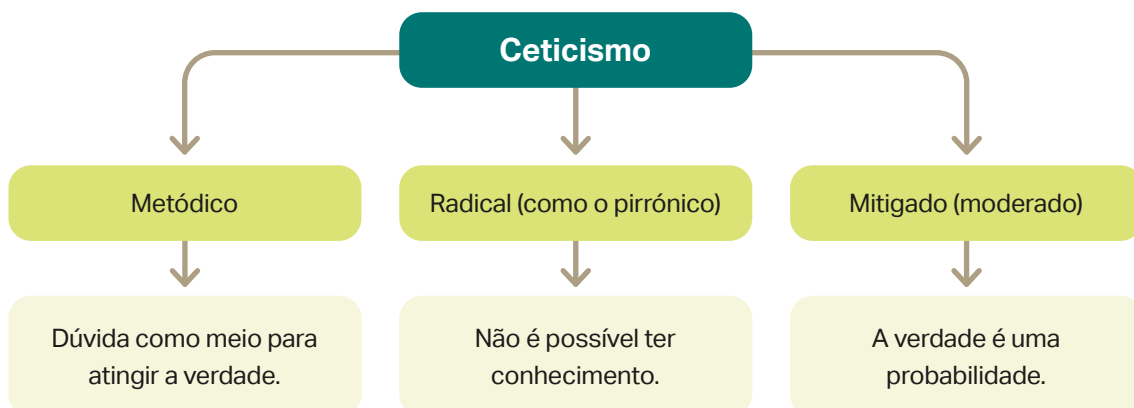 Ceticismo
Metódico
Radical (como o pirrónico)
Mitigado (moderado)
Dúvida como meio para
atingir a verdade.
Não é possível ter
conhecimento.
A verdade é uma
probabilidade.